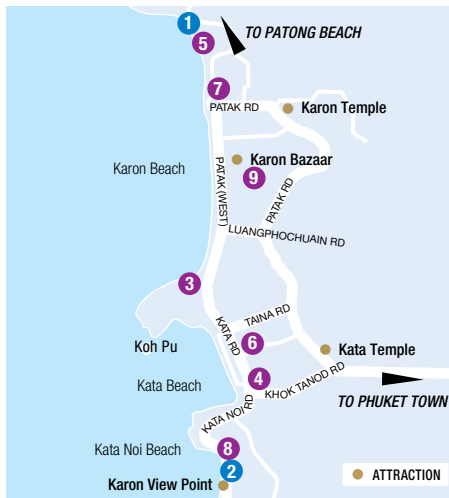 1
TO PATONG BEACH
5
7
PATAK RD
Karon Temple
Karon Bazaar
Karon Beach
9
PATAK (WEST)
PATAK RD
LUANGPHOCHUAIN RD
3
TAINA RD
KATA RD
6
Koh Pu
Kata Temple
4
Kata Beach
KHOK TANOD RD
KATA NOI RD
TO PHUKET TOWN
8
Kata Noi Beach
2
Karon View Point
ATTRACTION